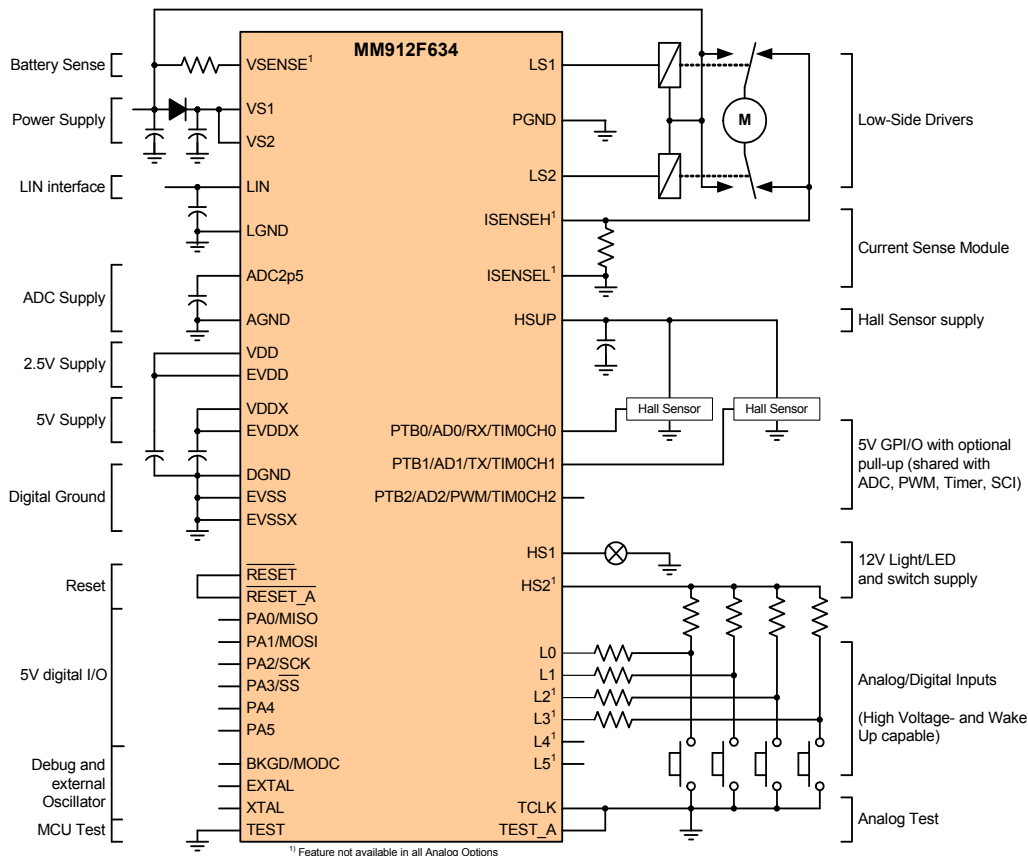 MM912F634
Battery Sense
Power Supply
LIN interface
ADC Supply
2.5V Supply
5V Supply
Digital Ground
Reset
5V digital I/O
Debug and
external
Oscillator
MCU Test
VSENSE¹
VS1
VS2
LIN
LGND
ADC2p5
AGND
VDD
EVDD
VDDX
EVDDX
DGND
EVSS
EVSSX
RESET
RESET_A
PA0/MISO
PA1/MOSI
PA2/SCK
PA3/SS
PA4
PA5
BKGD/MODC
EXTAL
XTAL
TEST
LS1
PGND
LS2
ISENSEH¹
ISENSEL¹
HSUP
PTB0/AD0/RX/TIM0CH0
PTB1/AD1/TX/TIM0CH1
PTB2/AD2/PWM/TIM0CH2
HS1
HS2¹
L0
L1
L2¹
L3¹
L4¹
L5¹
TCLK
TEST_A
M
Hall Sensor
Hall Sensor
Low-Side Drivers
Current Sense Module
Hall Sensor supply
5V GPI/O with optional
pull-up (shared with
ADC, PWM, Timer, SCI)
12V Light/LED
and switch supply
Analog/Digital Inputs
(High Voltage- and Wake
Up capable)
Analog Test
¹⁾ Feature not available in all Analog Options